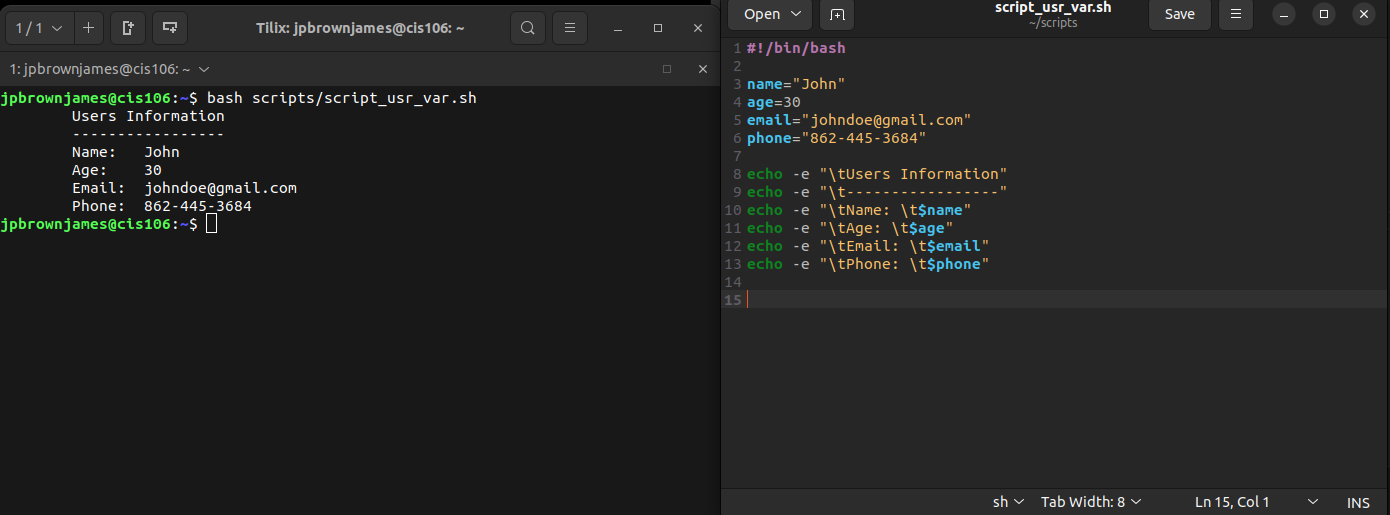 1 / 1
Tilix: jpbrownjames@cis106: ~
1: jpbrownjames@cis106: ~
jpbrownjames@cis106:~$ bash scripts/script_usr_var.sh
        Users Information
        -----------------
        Name:   John
        Age:    30
        Email:  johndoe@gmail.com
        Phone:  862-445-3684
jpbrownjames@cis106:~$
Open
script_usr_var.sh
~/scripts
Save
1 #!/bin/bash
2
3 name="John"
4 age=30
5 email="johndoe@gmail.com"
6 phone="862-445-3684"
7
8 echo -e "\tUsers Information"
9 echo -e "\t-----------------"
10 echo -e "\tName: \t$name"
11 echo -e "\tAge: \t$age"
12 echo -e "\tEmail: \t$email"
13 echo -e "\tPhone: \t$phone"
14
15
sh Tab Width: 8 Ln 15, Col 1 INS